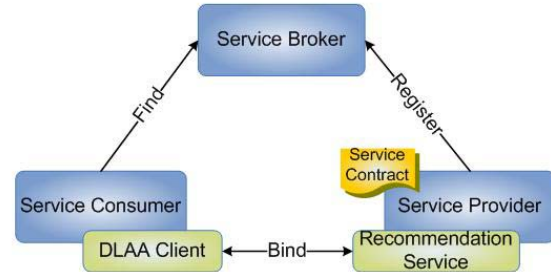 Service Broker
Find
Register
Service
Contract
Service Consumer
Service Provider
DLAA Client
Bind
Recommendation
Service